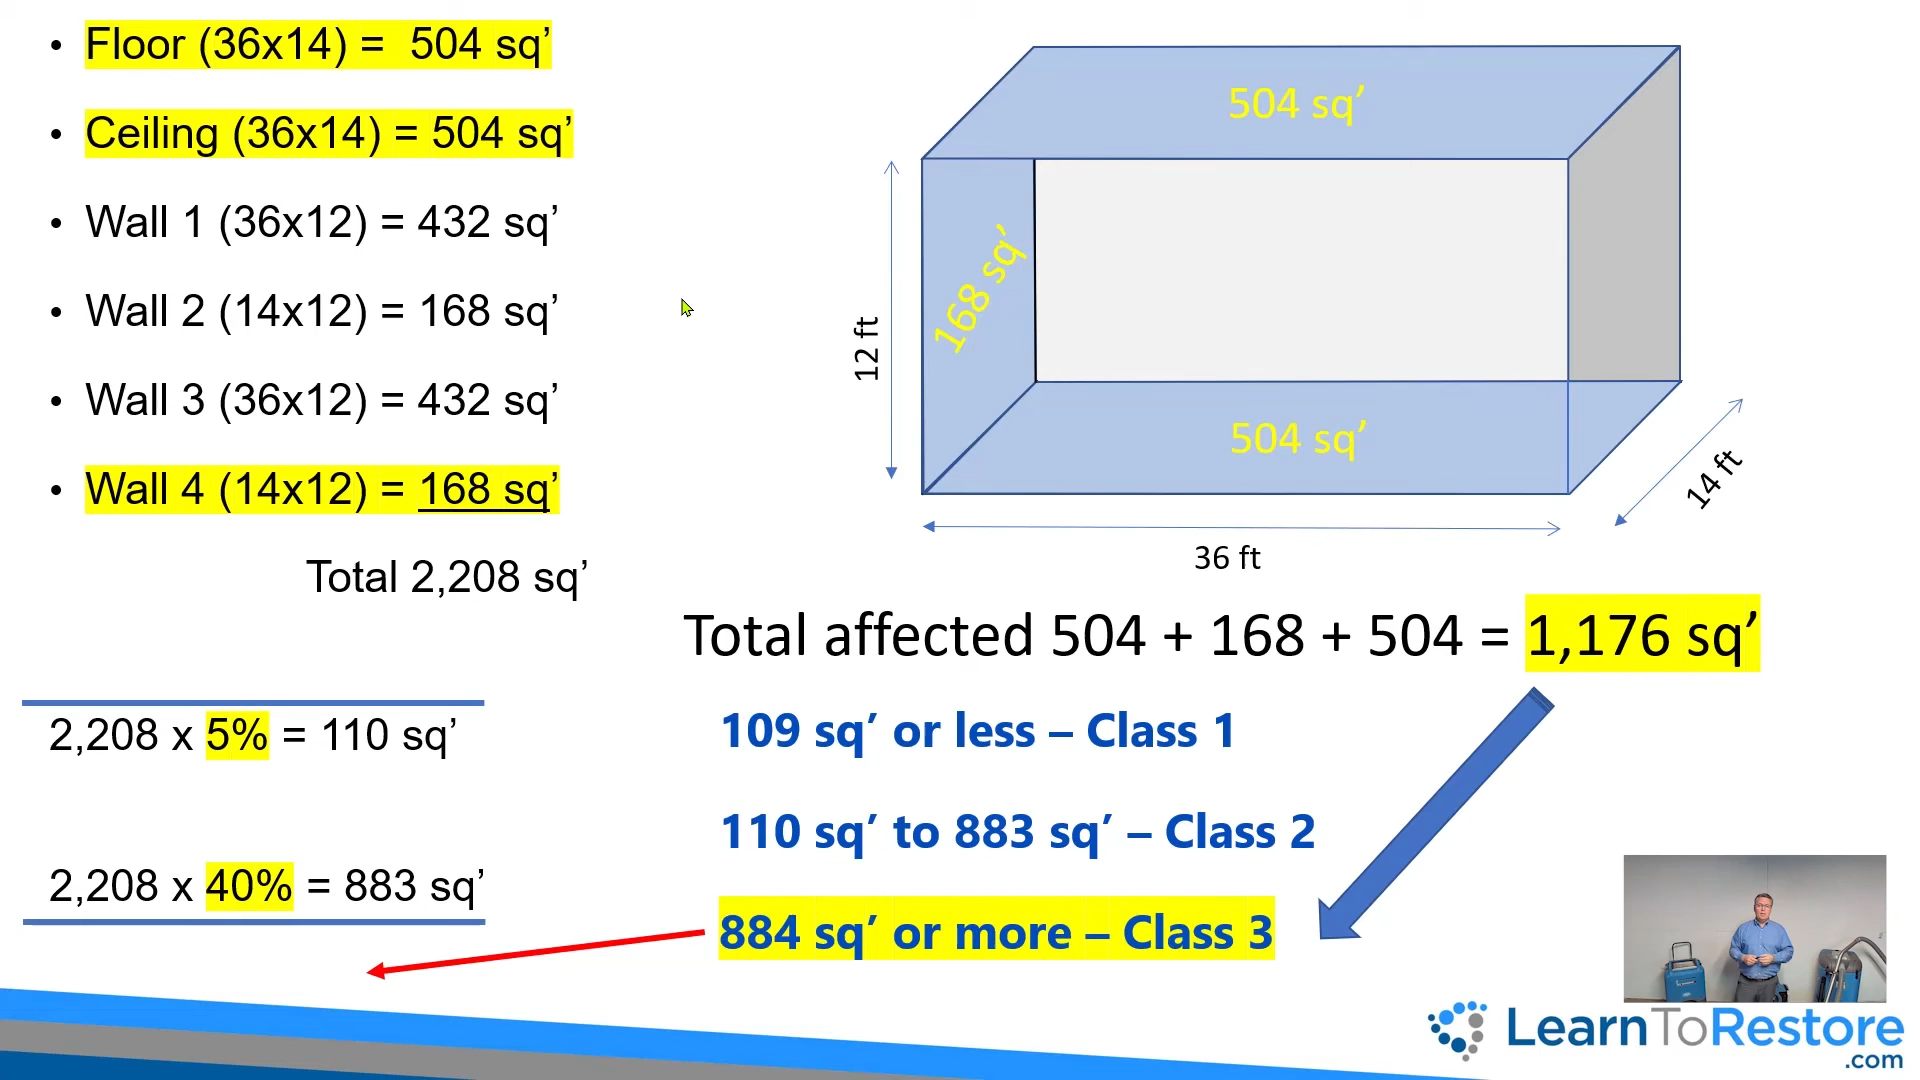 • Floor (36x14) = 504 sq’
• Ceiling (36x14) = 504 sq’
• Wall 1 (36x12) = 432 sq’
• Wall 2 (14x12) = 168 sq’
• Wall 3 (36x12) = 432 sq’
• Wall 4 (14x12) = 168 sq’
Total 2,208 sq’
504 sq’
168 sq’
504 sq’
12 ft
36 ft
14 ft
Total affected 504 + 168 + 504 = 1,176 sq’
2,208 x 5% = 110 sq’
2,208 x 40% = 883 sq’
109 sq’ or less – Class 1
110 sq’ to 883 sq’ – Class 2
884 sq’ or more – Class 3
LearnToRestore
.com